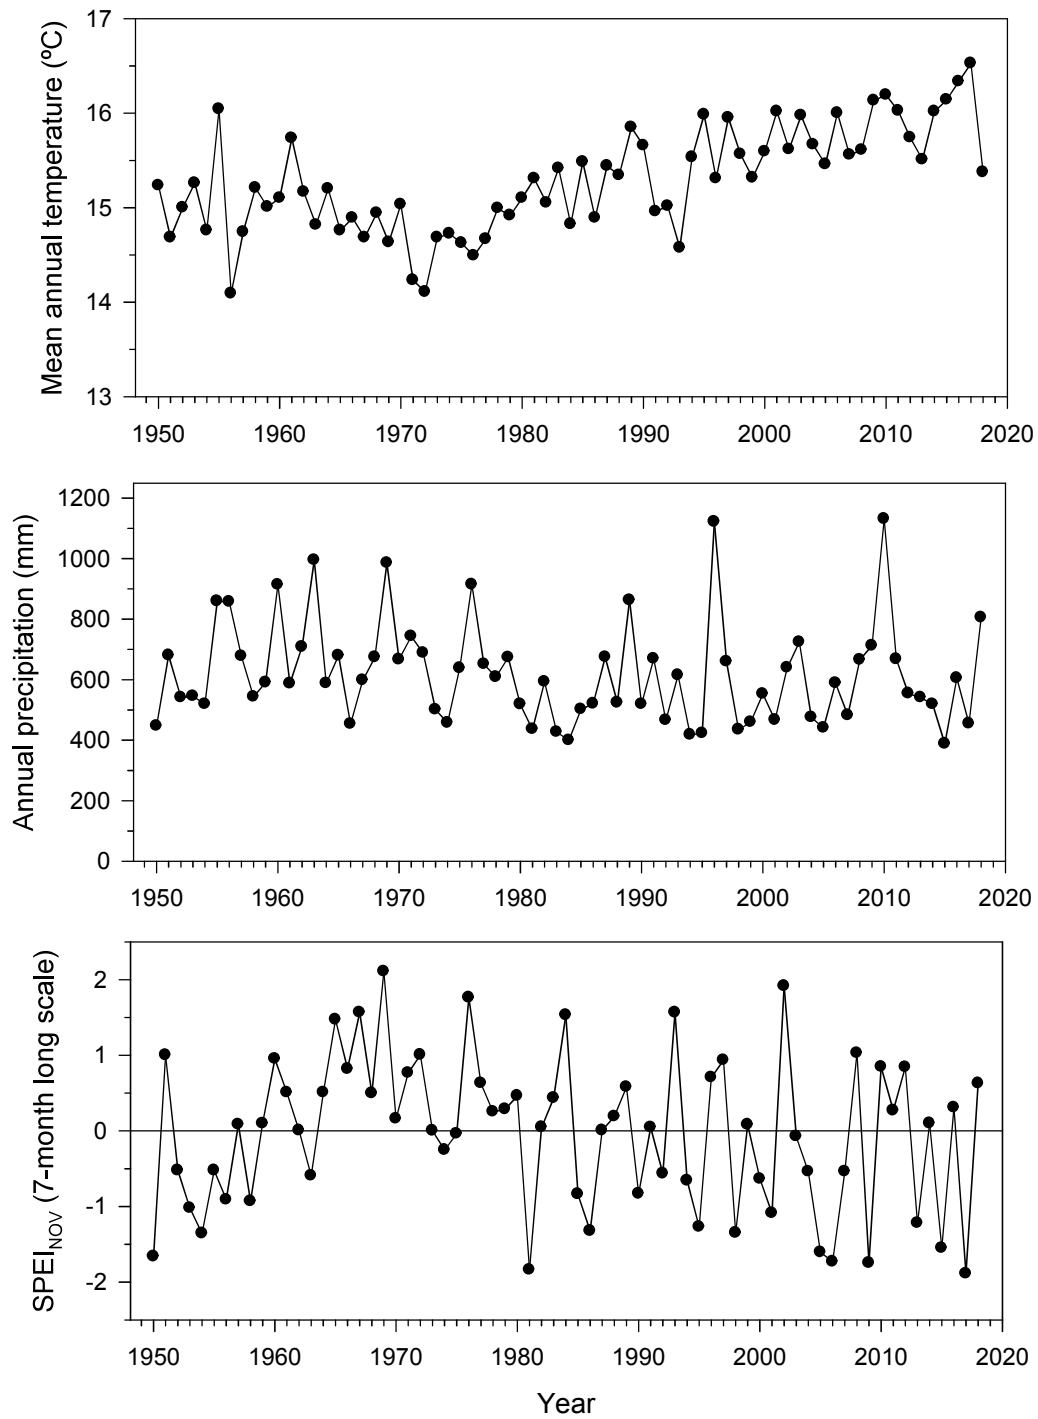 Mean annual temperature (ºC)
17
16
15
14
13
1950 1960 1970 1980 1990 2000 2010 2020
Annual precipitation (mm)
1200
1000
800
600
400
200
0
1950 1960 1970 1980 1990 2000 2010 2020
SPEI_NOV (7-month long scale)
2
1
0
-1
-2
1950 1960 1970 1980 1990 2000 2010 2020
Year